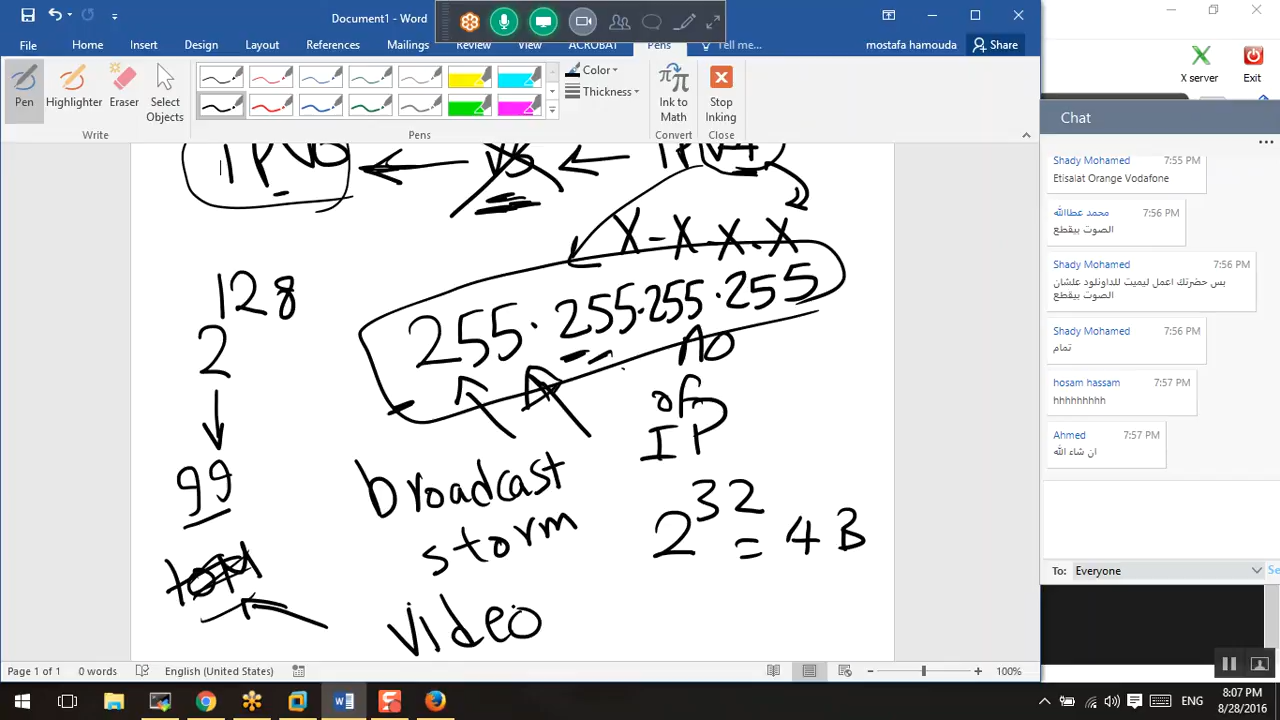 Document1 - Word
mostafa hamouda
Share
File
Home
Insert
Design
Layout
References
Mailings
Review
View
ACROBAT
Pens
Tell me...
Pen
Highlighter
Eraser
Select Objects
Color
Thickness
Ink to Math
Stop Inking
Write
Pens
Convert
Close
X server
Exit
IPV6
V5
IPV4
X - X . X . X
255.255.255.255
128
2
No
of
IP
99
broadcast
storm
2 32 = 4 B
video
Chat
Shady Mohamed 7:55 PM
Etisalat Orange Vodafone
محمد عطاالله 7:56 PM
الصوت بيقطع
Shady Mohamed 7:56 PM
بس حضرتك اعمل ليميت للداونلود علشان
الصوت بيقطع
Shady Mohamed 7:56 PM
تمام
hosam hassam 7:57 PM
hhhhhhhhh
Ahmed 7:57 PM
ان شاء الله
To: Everyone
Se
Page 1 of 1
0 words
English (United States)
100%
ENG
8:07 PM
8/28/2016